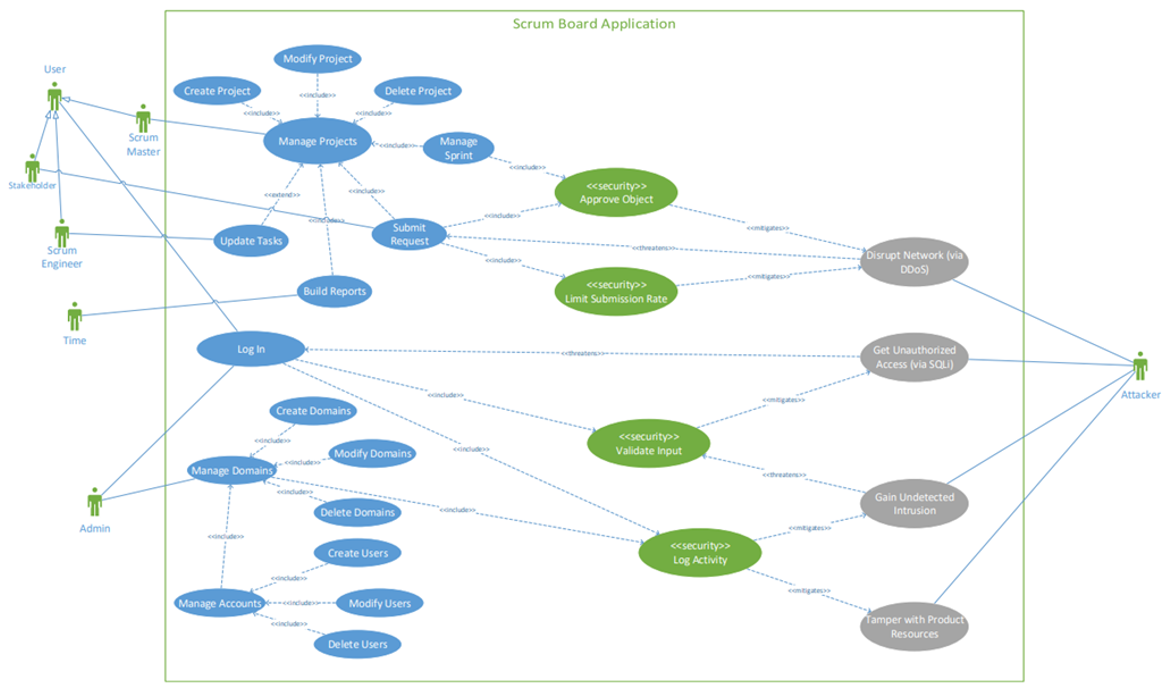 Scrum Board Application
User
Modify Project
Create Project
<<include>>
Delete Project
<<include>>
<<include>>
Scrum
Master
Manage Projects
<<include>>
Manage
Sprint
<<include>>
Stakeholder
<<security>>
Approve Object
<<extend>>
<<include>>
<<include>>
<<include>>
Submit
Request
<<mitigates>>
Scrum
Engineer
Update Tasks
<<threatens>>
<<include>>
Disrupt Network (via
DDoS)
<<mitigates>>
Build Reports
<<security>>
Limit Submission Rate
Time
Log In
<<threatens>>
Get Unauthorized
Access (via SQLi)
Attacker
<<include>>
<<mitigates>>
Create Domains
<<include>>
<<security>>
Validate Input
<<include>>
Modify Domains
<<include>>
Manage Domains
<<threatens>>
<<include>>
Delete Domains
<<include>>
Gain Undetected
Intrusion
Admin
<<mitigates>>
<<include>>
<<security>>
Log Activity
Create Users
<<include>>
<<mitigates>>
Manage Accounts
<<include>>
Modify Users
<<include>>
Delete Users
Tamper with Product
Resources